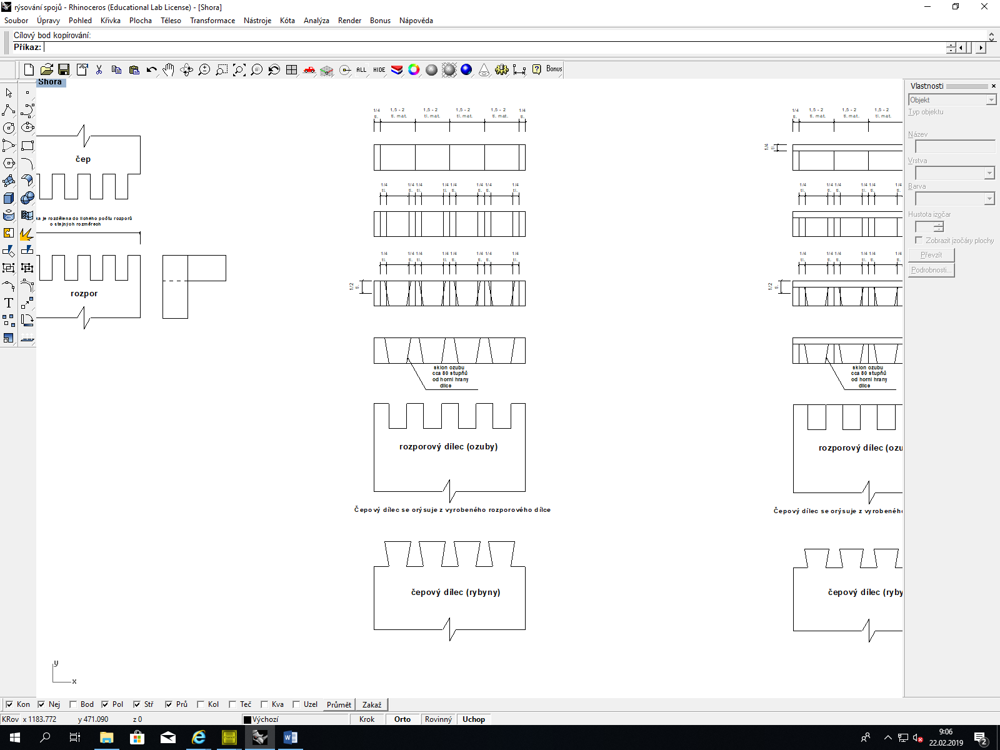 rýsování spojů - Rhinoceros (Educational Lab License) - [Shora]
Soubor Úpravy Pohled Křivka Plocha Těleso Transformace Nástroje Kóta Analýza Render Bonus Nápověda
Cílový bod kopírování:
Příkaz:
ALL HIDE Bonus
Shora
Vlastnosti
Objekt
Typ objektu
Název
Vrstva
Barva
Hustota izočar
Zobrazit izočáry plochy
Převzít
Podrobnosti...
čep
ka je rozdělena do lichého počtu rozporů
o stejných rozměrech
rozpor
1/4 1,5 - 2 1,5 - 2 1,5 - 2 1,5 - 2 1/4
tl. tl. mat. tl. mat. tl. mat. tl. mat. tl.
1/4 1/4 1/4 1/4 1/4 1/4 1/4 1/4
tl. tl. tl. tl. tl. tl. tl. tl.
1/4 1/4 1/4 1/4 1/4 1/4 1/4 1/4
tl. tl. tl. tl. tl. tl. tl. tl.
1/2
tl.
sklon ozubu
cca 80 stupňů
od horní hrany
dílce
rozporový dílec (ozuby)
Čepový dílec se orýsuje z vyrobeného rozporového dílce
čepový dílec (rybyny)
1/4 1,5 - 2 1,5 - 2 1,5 - 2
tl. tl. mat. tl. mat. tl. mat.
1/4
tl.
1/4 1/4 1/4 1/4 1/4 1/4
tl. tl. tl. tl. tl. tl.
1/4 1/4 1/4 1/4 1/4 1/4
tl. tl. tl. tl. tl. tl.
1/2
tl.
sklon ozubu
cca 80 stupňů
od horní hrany
dílce
rozporový dílec (ozu
Čepový dílec se orýsuje z vyrobenéh
čepový dílec (ryby
y
x
Kon Nej Bod Pol Stř Prů Kol Teč Kva Uzel Průmět Zakaž
KRov x 1183.772 y 471.090 z 0 Výchozí Krok Orto Rovinný Uchop
9:06
22.02.2019
2